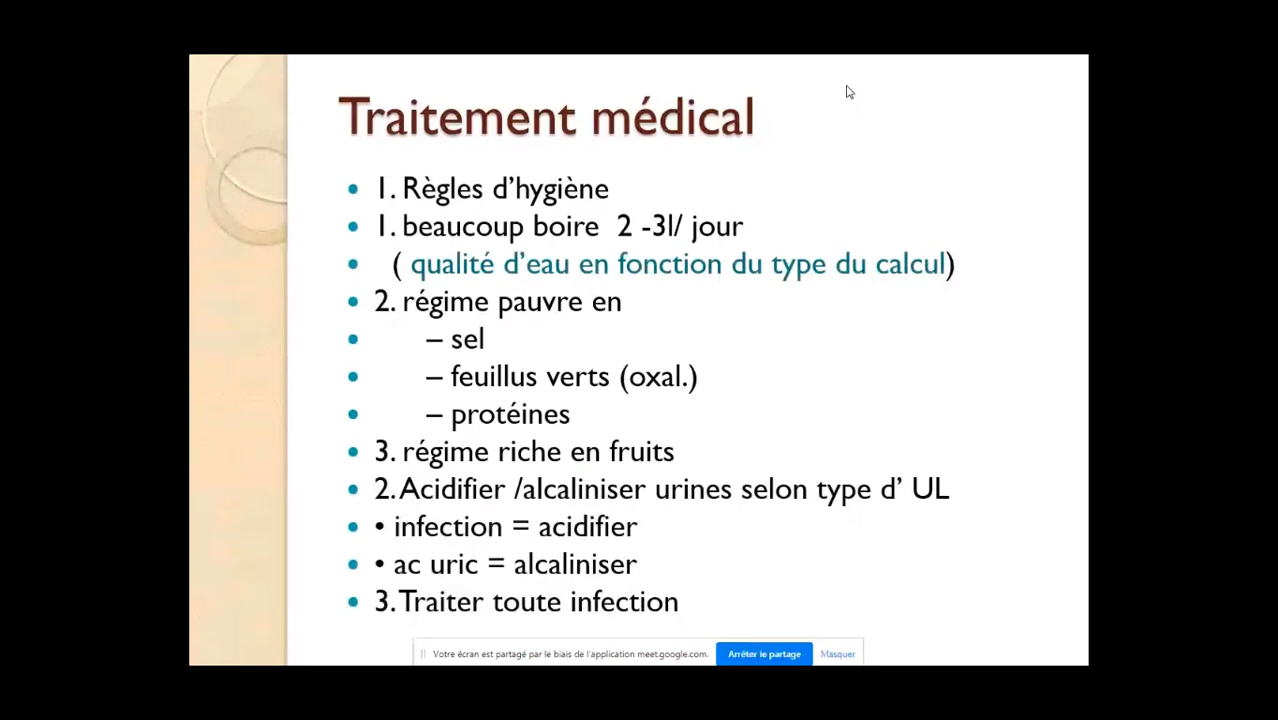 Traitement médical
• 1. Règles d’hygiène
• 1. beaucoup boire 2 -3l/ jour
• ( qualité d’eau en fonction du type du calcul)
• 2. régime pauvre en
• – sel
• – feuillus verts (oxal.)
• – protéines
• 3. régime riche en fruits
• 2. Acidifier /alcaliniser urines selon type d’ UL
• • infection = acidifier
• • ac uric = alcaliniser
• 3. Traiter toute infection
Votre écran est partagé par le biais de l'application meet.google.com. Arrêter le partage Masquer